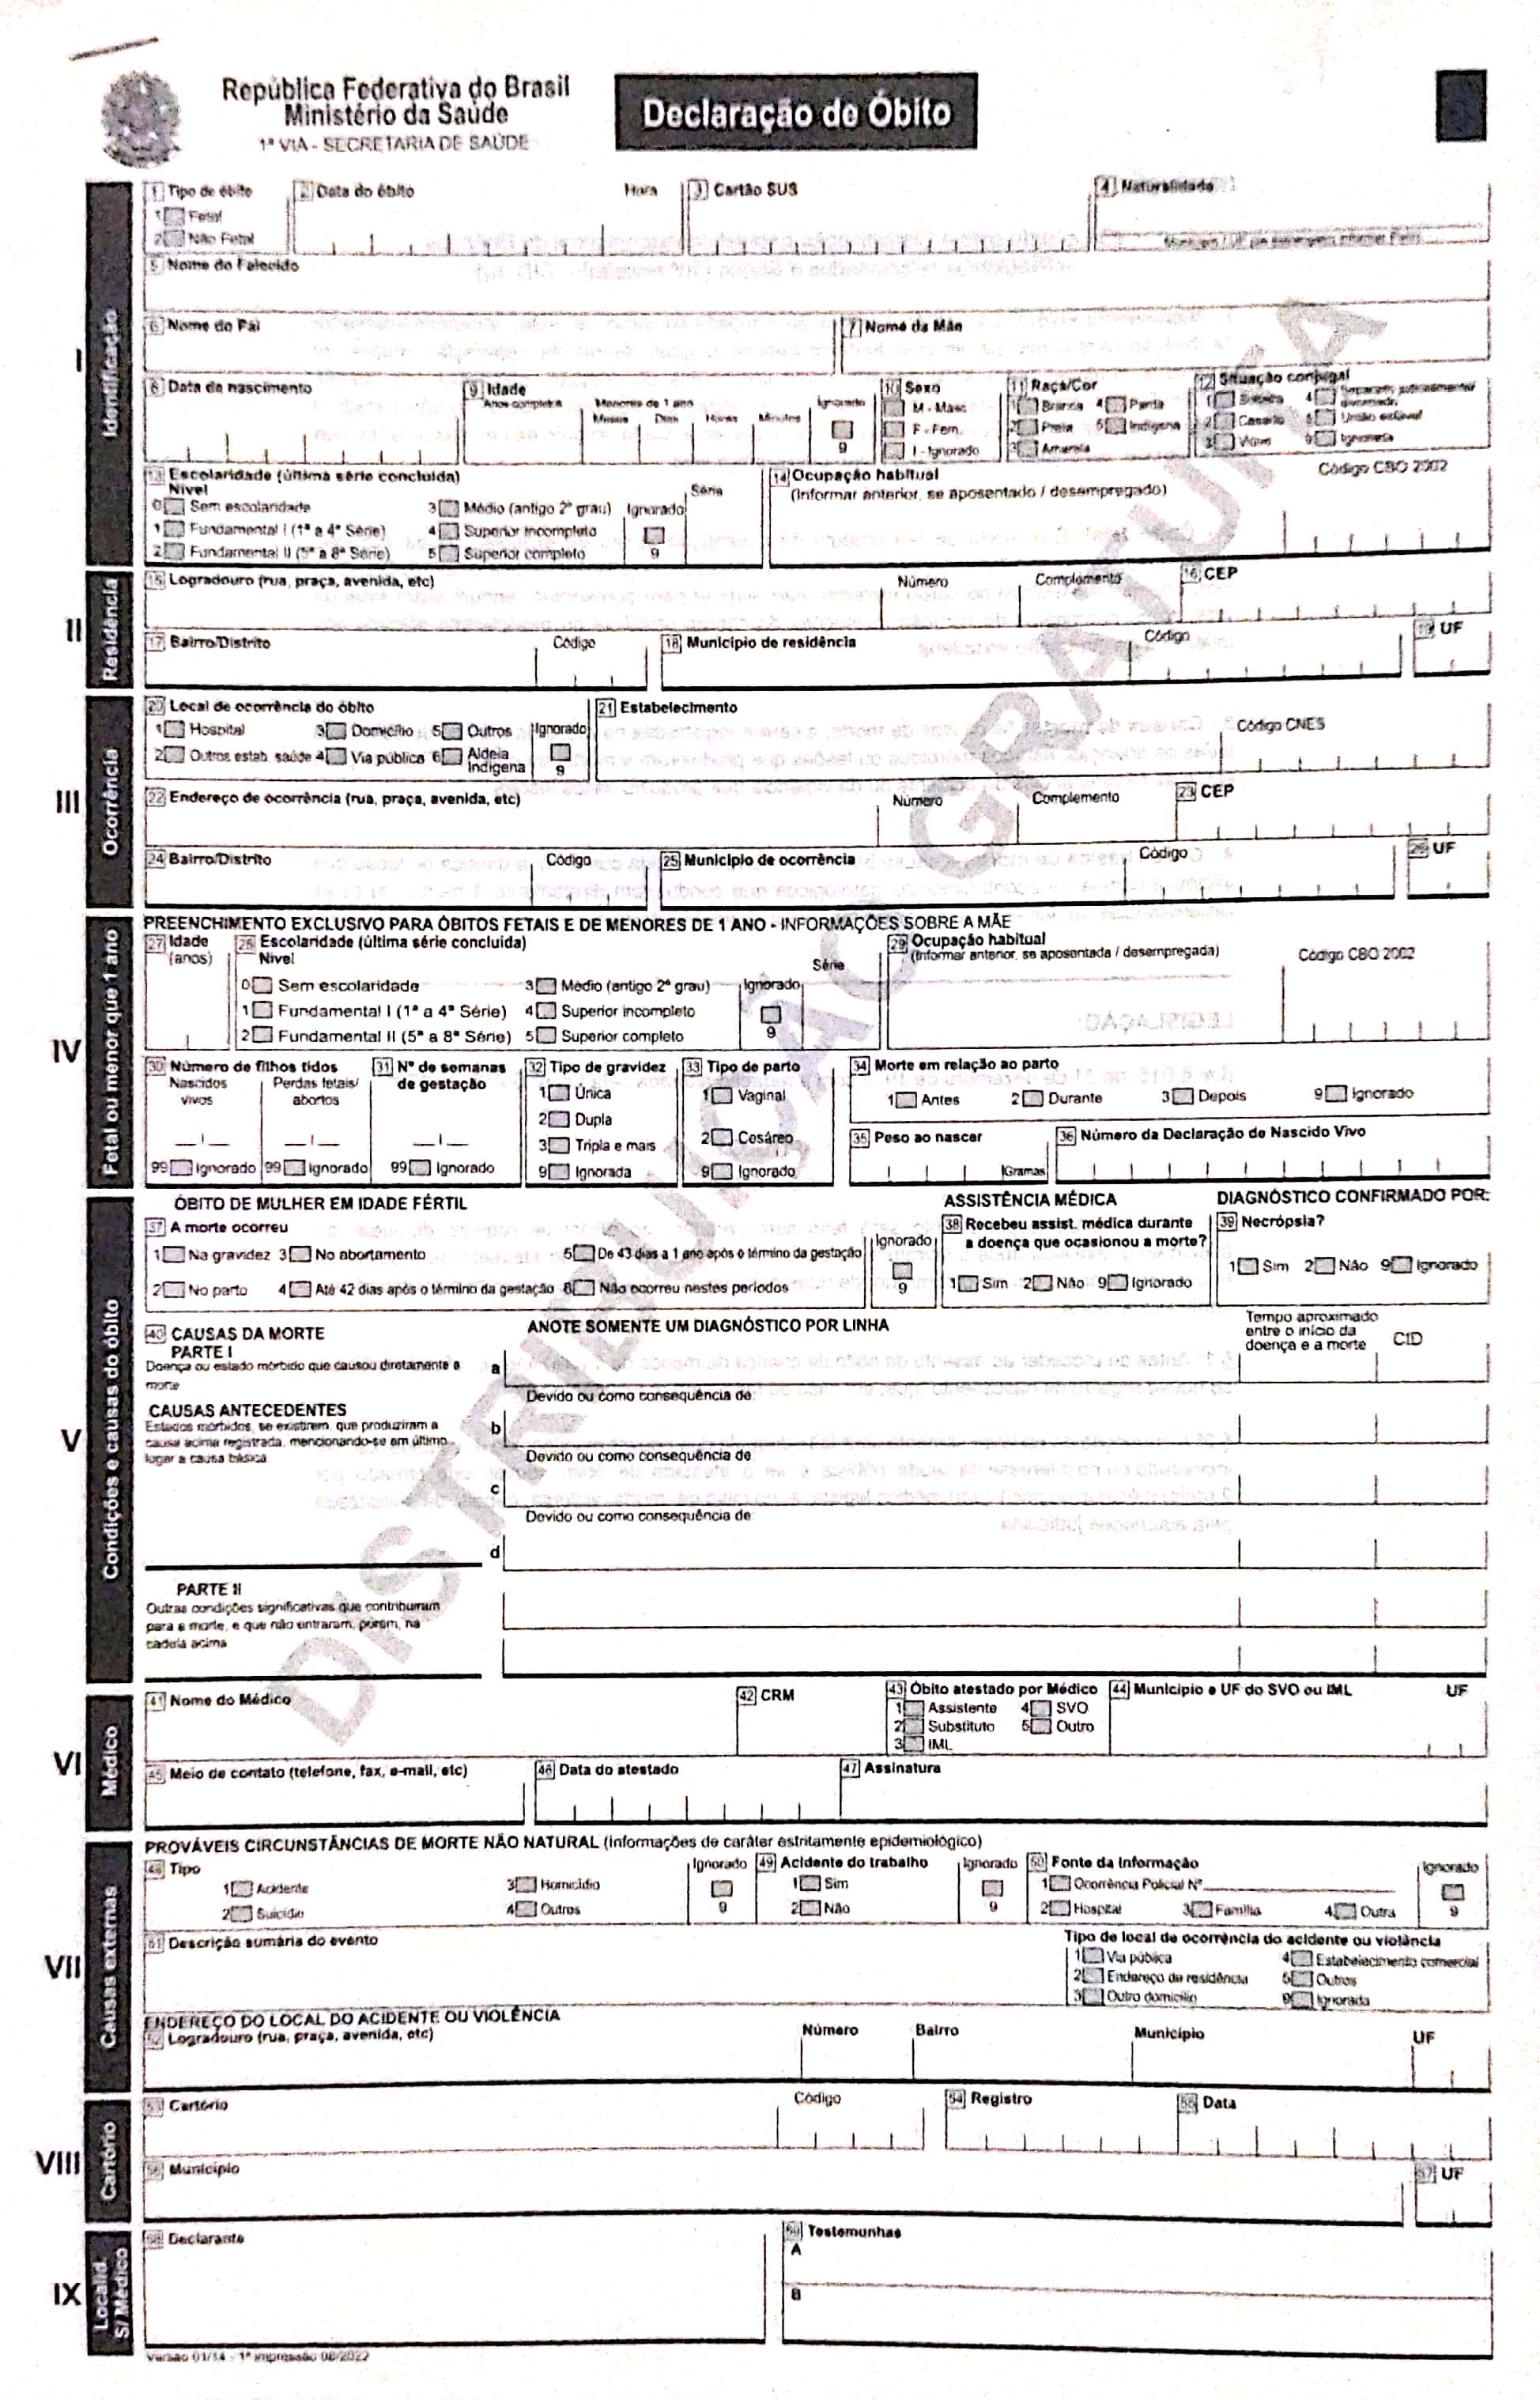 República Federativa do Brasil
Ministério da Saúde
1ª VIA - SECRETARIA DE SAÚDE
Declaração de Óbito
I
Identificação
1 Tipo de óbito
1 Fetal
2 Não Fetal
2 Data do óbito Hora
3 Cartão SUS
4 Naturalidade
5 Nome do Falecido
6 Nome do Pai
7 Nome da Mãe
8 Data de nascimento
9 Idade
Anos completos
Menores de 1 ano
Meses Dias Horas Minutos
Ignorado
9
10 Sexo
M - Masc
F - Fem.
I - Ignorado
11 Raça/Cor
1 Branca 4 Parda
2 Preta 5 Indígena
3 Amarela
12 Situação conjugal
1 Solteiro 4 Separado judicialmente/
2 Casado 5 União estável
3 Viúvo 9 Ignorada
13 Escolaridade (última série concluída)
Nível Série
0 Sem escolaridade 3 Médio (antigo 2º grau) Ignorado
1 Fundamental I (1ª a 4ª Série) 4 Superior incompleto
2 Fundamental II (5ª a 8ª Série) 5 Superior completo 9
14 Ocupação habitual
(Informar anterior, se aposentado / desempregado)
Código CBO 2002
II
Residência
15 Logradouro (rua, praça, avenida, etc) Número Complemento 16 CEP
17 Bairro/Distrito Código 18 Município de residência Código 19 UF
III
Ocorrência
20 Local de ocorrência do óbito
1 Hospital 3 Domicílio 5 Outros Ignorado
2 Outros estab. saúde 4 Via pública 6 Aldeia Indígena 9
21 Estabelecimento
Código CNES
22 Endereço de ocorrência (rua, praça, avenida, etc) Número Complemento 23 CEP
24 Bairro/Distrito Código 25 Município de ocorrência Código 26 UF
IV
Fetal ou menor que 1 ano
PREENCHIMENTO EXCLUSIVO PARA ÓBITOS FETAIS E DE MENORES DE 1 ANO - INFORMAÇÕES SOBRE A MÃE
27 Idade
(anos)
28 Escolaridade (última série concluída)
Nível Série
0 Sem escolaridade 3 Médio (antigo 2º grau) Ignorado
1 Fundamental I (1ª a 4ª Série) 4 Superior incompleto
2 Fundamental II (5ª a 8ª Série) 5 Superior completo 9
29 Ocupação habitual
(Informar anterior, se aposentada / desempregada)
Código CBO 2002
30 Número de filhos tidos
Nascidos vivos Perdas fetais/ abortos
99 Ignorado 99 Ignorado
31 Nº de semanas
de gestação
99 Ignorado
32 Tipo de gravidez
1 Única
2 Dupla
3 Tripla e mais
9 Ignorada
33 Tipo de parto
1 Vaginal
2 Cesáreo
9 Ignorado
34 Morte em relação ao parto
1 Antes 2 Durante 3 Depois 9 Ignorado
35 Peso ao nascer
Gramas
36 Número da Declaração de Nascido Vivo
V
Condições e causas do óbito
ÓBITO DE MULHER EM IDADE FÉRTIL
37 A morte ocorreu
1 Na gravidez 3 No abortamento 5 De 43 dias a 1 ano após o término da gestação Ignorado
2 No parto 4 Até 42 dias após o término da gestação 8 Não ocorreu nestes períodos 9
ASSISTÊNCIA MÉDICA
38 Recebeu assist. médica durante
a doença que ocasionou a morte?
1 Sim 2 Não 9 Ignorado
DIAGNÓSTICO CONFIRMADO POR:
39 Necrópsia?
1 Sim 2 Não 9 Ignorado
40 CAUSAS DA MORTE
PARTE I
Doença ou estado mórbido que causou diretamente a
morte
ANOTE SOMENTE UM DIAGNÓSTICO POR LINHA
Tempo aproximado
entre o início da
doença e a morte
CID
a
Devido ou como consequência de:
CAUSAS ANTECEDENTES
Estados mórbidos, se existirem, que produziram a
causa acima registrada, mencionando-se em último
lugar a causa básica
b
Devido ou como consequência de
c
Devido ou como consequência de
d
PARTE II
Outras condições significativas que contribuíram
para a morte, e que não entraram, porém, na
cadeia acima
VI
Médico
41 Nome do Médico
42 CRM
43 Óbito atestado por Médico
1 Assistente 4 SVO
2 Substituto 5 Outro
3 IML
44 Município e UF do SVO ou IML UF
45 Meio de contato (telefone, fax, e-mail, etc)
46 Data do atestado
47 Assinatura
VII
Causas externas
PROVÁVEIS CIRCUNSTÂNCIAS DE MORTE NÃO NATURAL (Informações de caráter estritamente epidemiológico)
48 Tipo
1 Acidente 3 Homicídio Ignorado
2 Suicídio 4 Outros 9
49 Acidente do trabalho
1 Sim Ignorado
2 Não 9
50 Fonte da Informação
1 Ocorrência Policial Nº Ignorado
2 Hospital 3 Família 4 Outra 9
51 Descrição sumária do evento
Tipo de local de ocorrência do acidente ou violência
1 Via pública 4 Estabelecimento comercial
2 Endereço de residência 5 Outros
3 Outro domicílio 9 Ignorada
ENDEREÇO DO LOCAL DO ACIDENTE OU VIOLÊNCIA
52 Logradouro (rua, praça, avenida, etc) Número Bairro Município UF
VIII
Cartório
53 Cartório Código 54 Registro 55 Data
56 Município 57 UF
IX
Localid. S/ Médico
58 Declarante
59 Testemunhas
A
B
Versão 01/14 - 1ª impressão 08/2022
DISTRIBUIÇÃO GRATUITA